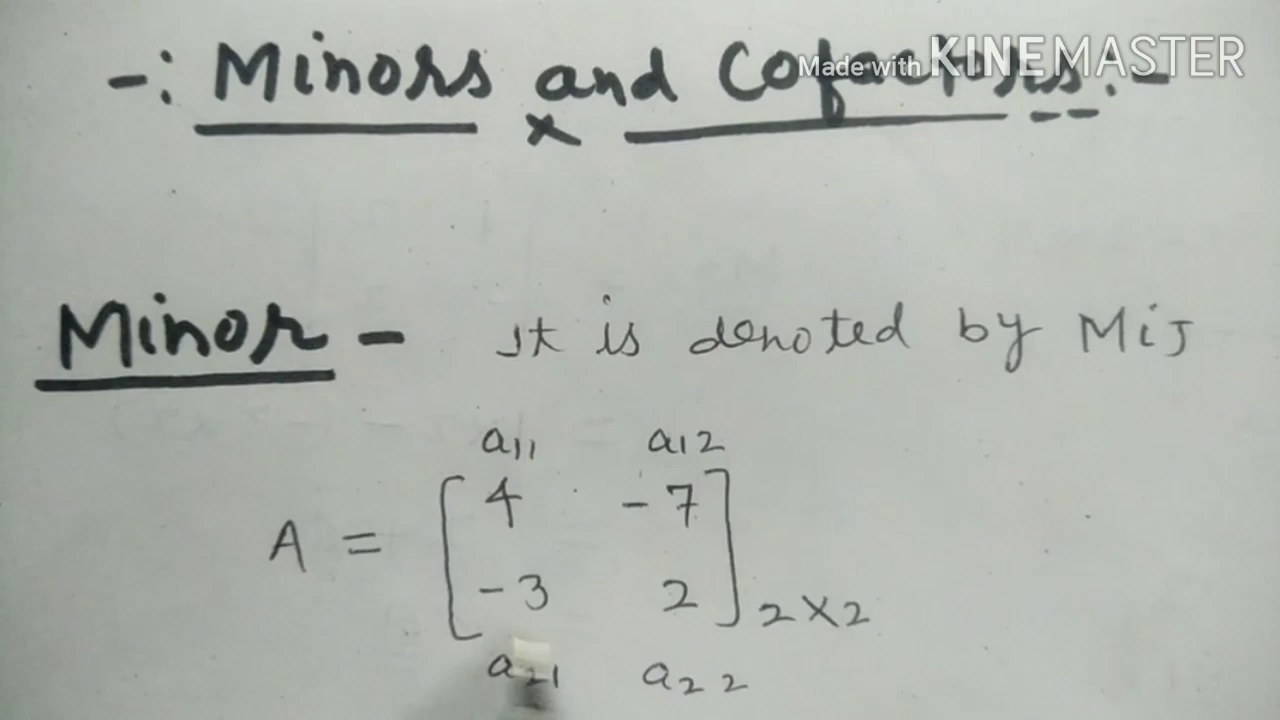 -: Minors and Cofactors :-
Made with KINEMASTER
x
Minor - It is denoted by Mij
a11 a12
A = [ 4 -7
-3 2 ] 2×2
a21 a22